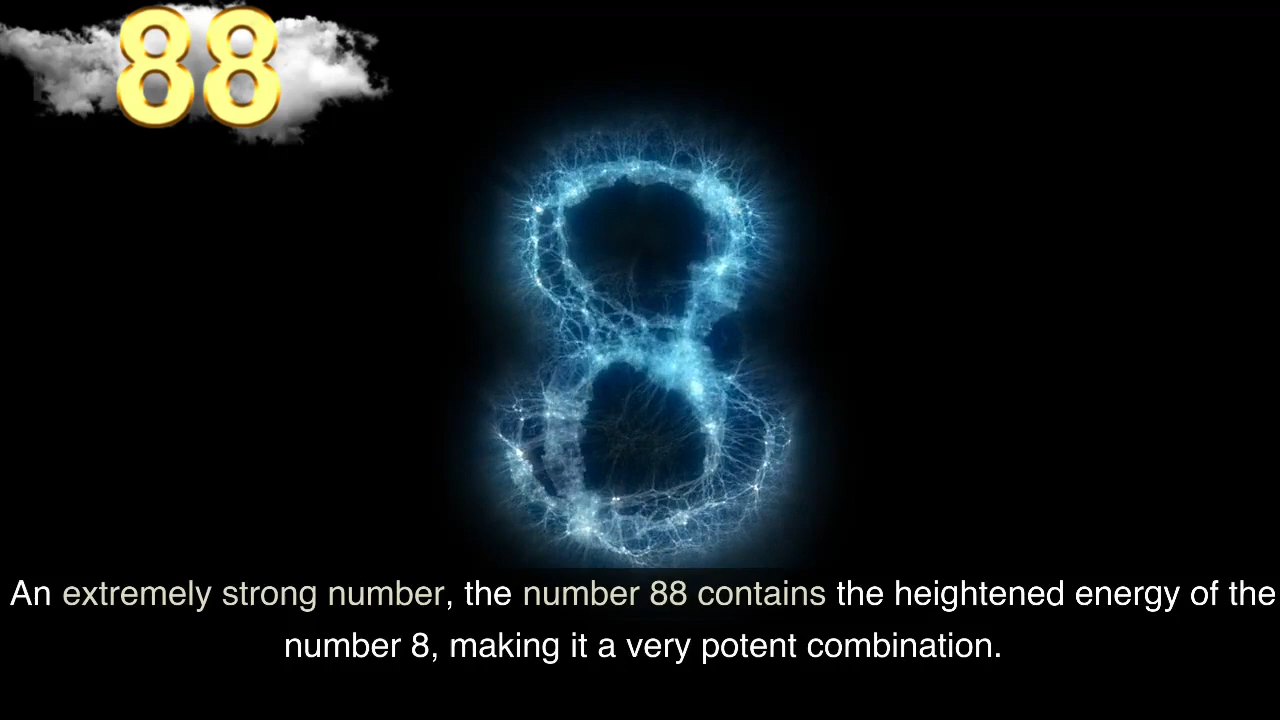 88
8
An extremely strong number, the number 88 contains the heightened energy of the
number 8, making it a very potent combination.